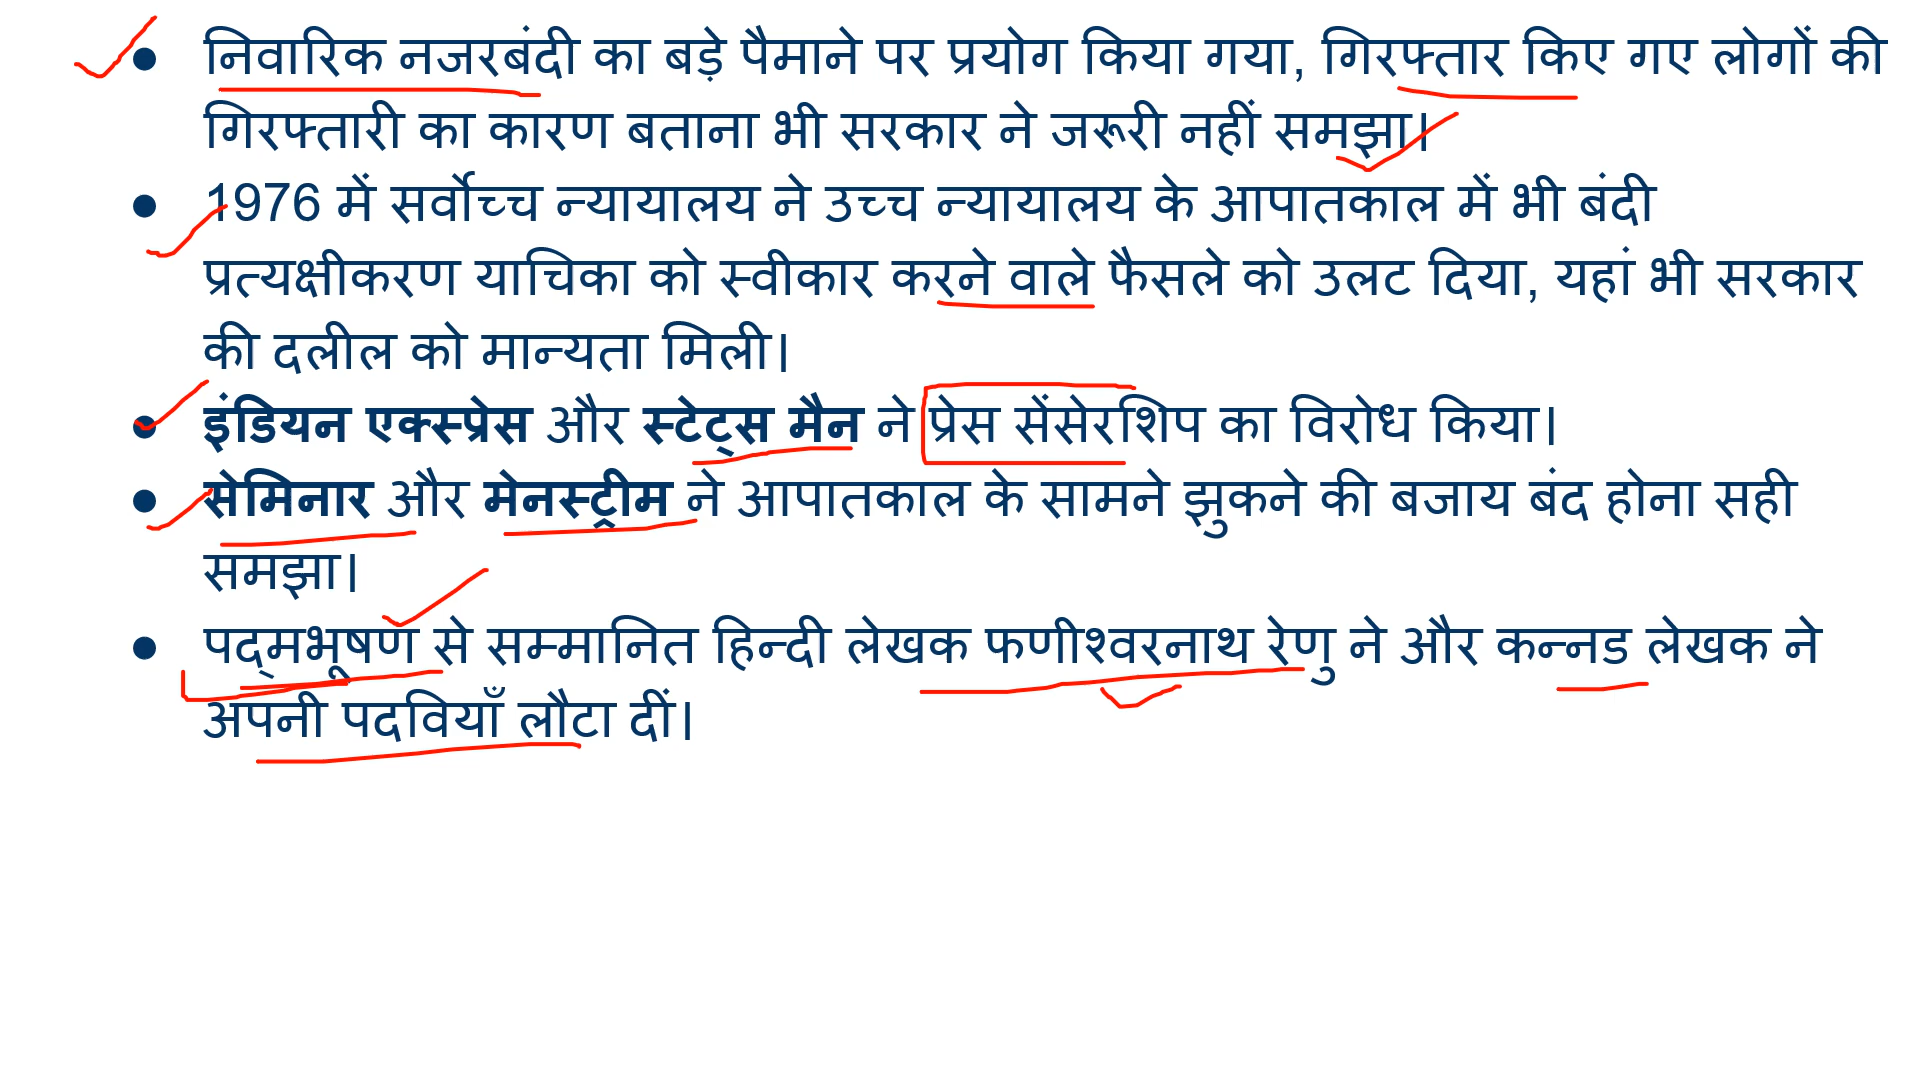 ● निवारिक नजरबंदी का बड़े पैमाने पर प्रयोग किया गया, गिरफ्तार किए गए लोगों की
गिरफ्तारी का कारण बताना भी सरकार ने जरूरी नहीं समझा।
● 1976 में सर्वोच्च न्यायालय ने उच्च न्यायालय के आपातकाल में भी बंदी
प्रत्यक्षीकरण याचिका को स्वीकार करने वाले फैसले को उलट दिया, यहां भी सरकार
की दलील को मान्यता मिली।
● इंडियन एक्स्प्रेस और स्टेट्स मैन ने प्रेस सेंसेरशिप का विरोध किया।
● सेमिनार और मेनस्ट्रीम ने आपातकाल के सामने झुकने की बजाय बंद होना सही
समझा।
● पद्मभूषण से सम्मानित हिन्दी लेखक फणीश्वरनाथ रेणु ने और कन्नड लेखक ने
अपनी पदवियाँ लौटा दीं।